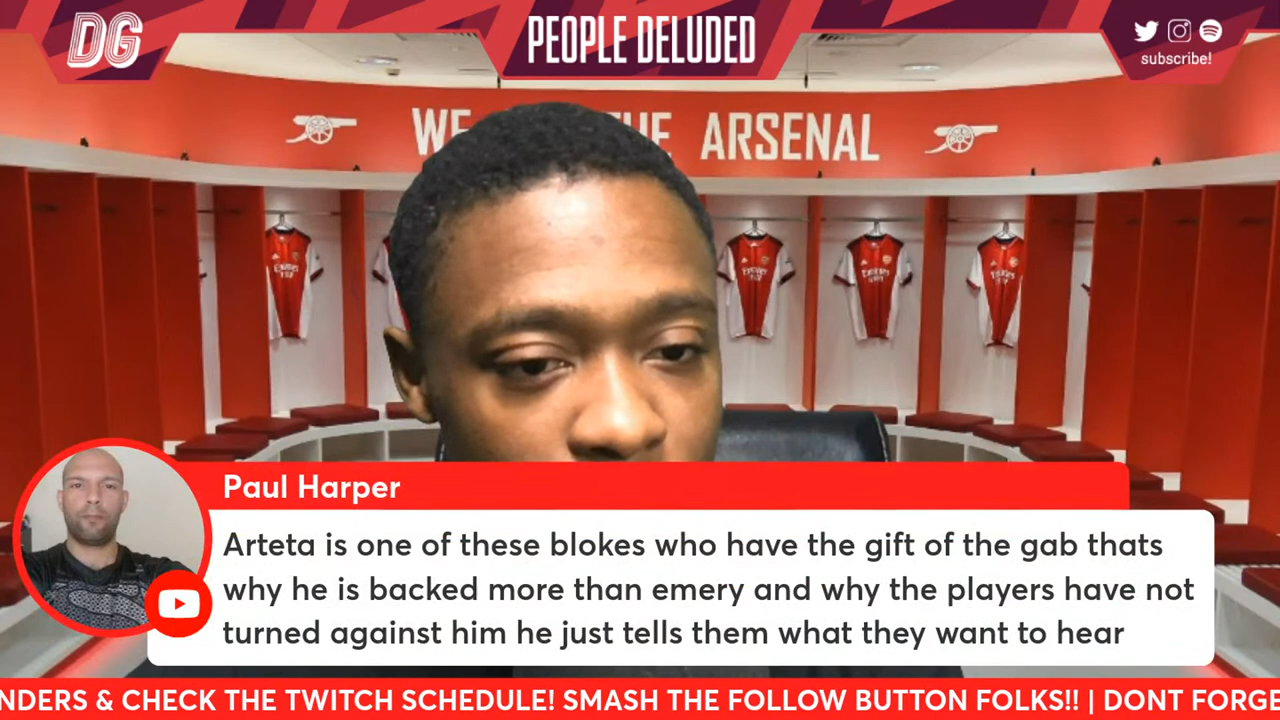 DG
PEOPLE DELUDED
subscribe!
WE THE ARSENAL
Emirates
Paul Harper
Arteta is one of these blokes who have the gift of the gab thats
why he is backed more than emery and why the players have not
turned against him he just tells them what they want to hear
NDERS & CHECK THE TWITCH SCHEDULE! SMASH THE FOLLOW BUTTON FOLKS!! | DONT FORGE